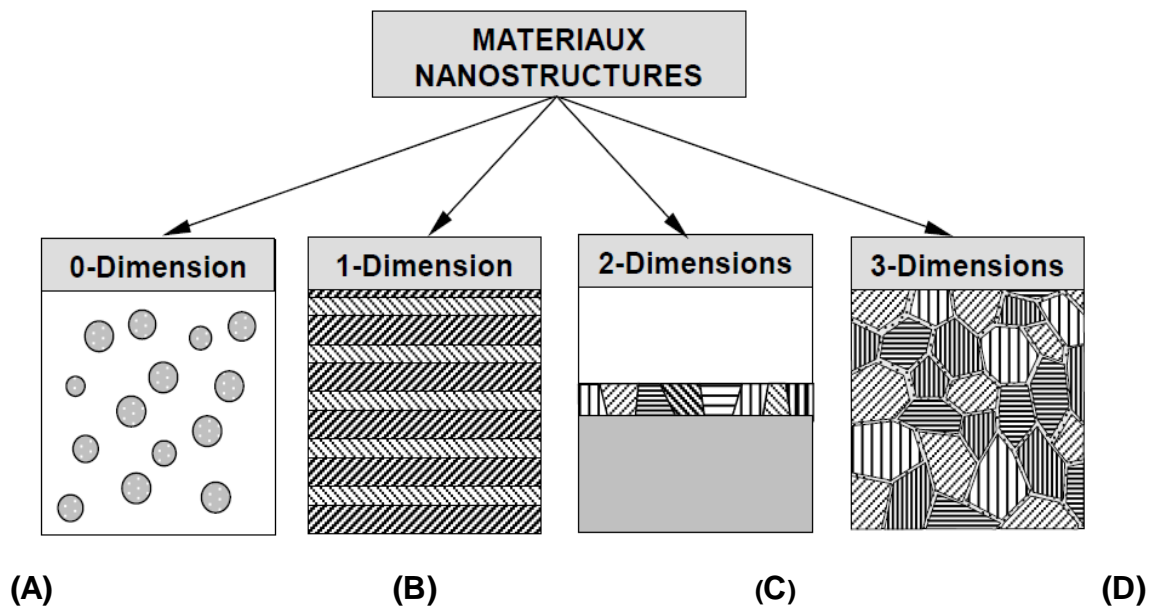 MATERIAUX
NANOSTRUCTURES
0-Dimension
1-Dimension
2-Dimensions
3-Dimensions
(A)
(B)
(C)
(D)